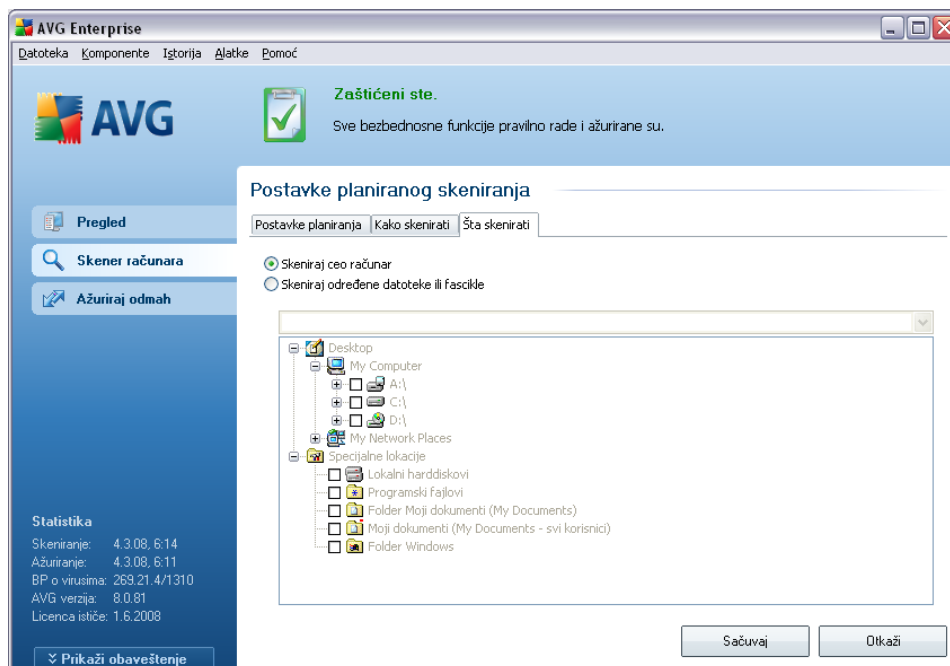 AVG Enterprise
Datoteka Komponente Istorija Alatke Pomoć
AVG
Zaštićeni ste.
Sve bezbednosne funkcije pravilno rade i ažurirane su.
Pregled
Skener računara
Ažuriraj odmah
Postavke planiranog skeniranja
Postavke planiranja Kako skenirati Šta skenirati
Skeniraj ceo računar
Skeniraj određene datoteke ili fascikle
Desktop
My Computer
A:\
C:\
D:\
My Network Places
Specijalne lokacije
Lokalni harddiskovi
Programski fajlovi
Folder Moji dokumenti (My Documents)
Moji dokumenti (My Documents - svi korisnici)
Folder Windows
Statistika
Skeniranje: 4.3.08, 6:14
Ažuriranje: 4.3.08, 6:11
BP o virusima: 269.21.4/1310
AVG verzija: 8.0.81
Licenca ističe: 1.6.2008
Prikaži obaveštenje
Sačuvaj Otkaži